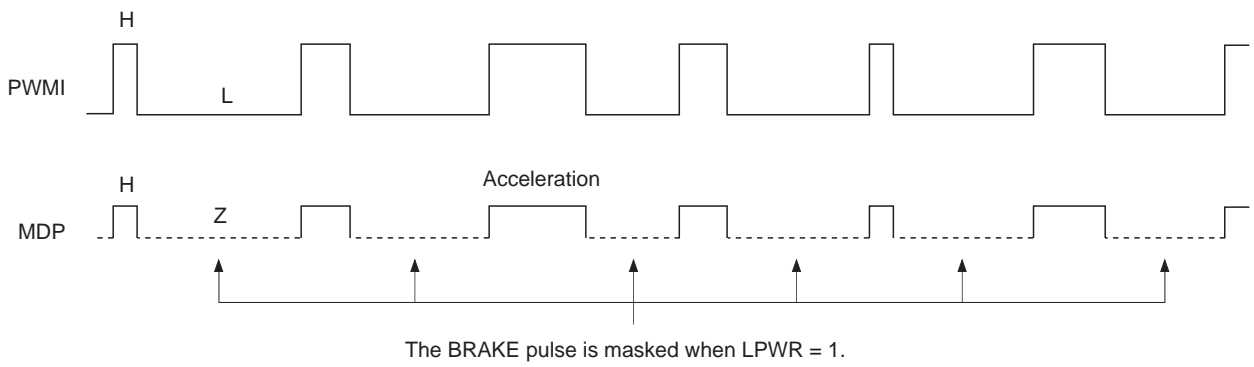 H
PWMI
L
Acceleration
H
Z
MDP
The BRAKE pulse is masked when LPWR = 1.